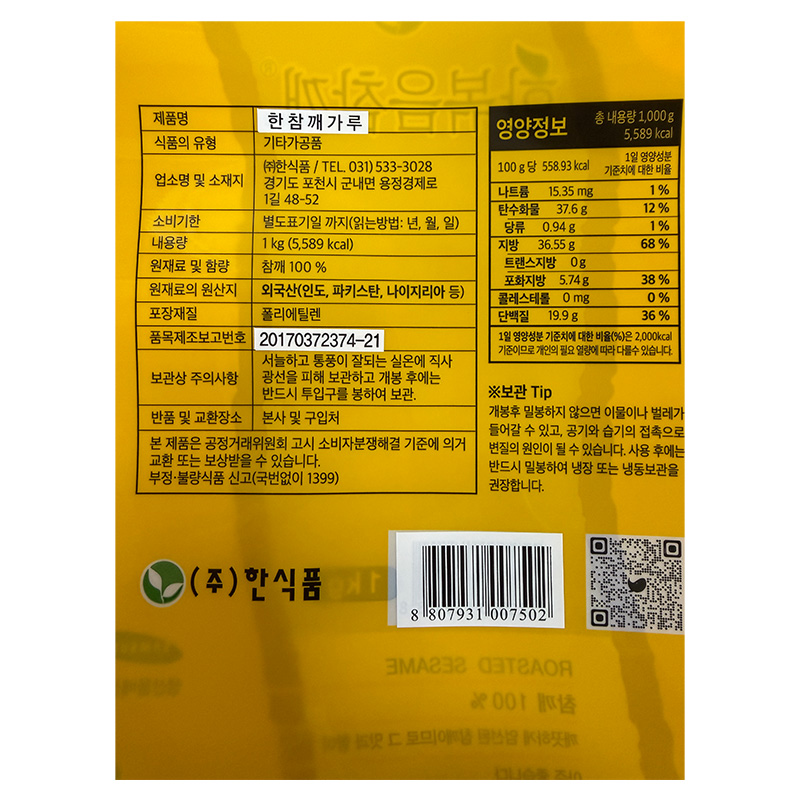 한볶음참깨
제품명 한참깨가루
식품의 유형 기타가공품
업소명 및 소재지 ㈜한식품 / TEL. 031) 533-3028
경기도 포천시 군내면 용정경제로
1길 48-52
소비기한 별도표기일 까지(읽는방법: 년, 월, 일)
내용량 1 kg (5,589 kcal)
원재료 및 함량 참깨 100 %
원재료의 원산지 외국산(인도, 파키스탄, 나이지리아 등)
포장재질 폴리에틸렌
품목제조보고번호 20170372374-21
보관상 주의사항 서늘하고 통풍이 잘되는 실온에 직사
광선을 피해 보관하고 개봉 후에는
반드시 투입구를 봉하여 보관.
반품 및 교환장소 본사 및 구입처
본 제품은 공정거래위원회 고시 소비자분쟁해결 기준에 의거
교환 또는 보상받을 수 있습니다.
부정·불량식품 신고(국번없이 1399)
영양정보 총 내용량 1,000 g
5,589 kcal
100 g 당 558.93 kcal 1일 영양성분
기준치에 대한 비율
나트륨 15.35 mg 1 %
탄수화물 37.6 g 12 %
당류 0.94 g 1 %
지방 36.55 g 68 %
트랜스지방 0 g
포화지방 5.74 g 38 %
콜레스테롤 0 mg 0 %
단백질 19.9 g 36 %
1일 영양성분 기준치에 대한 비율(%)은 2,000kcal
기준이므로 개인의 필요 열량에 따라 다를수 있습니다.
※보관 Tip
개봉후 밀봉하지 않으면 이물이나 벌레가
들어갈 수 있고, 공기와 습기의 접촉으로
변질의 원인이 될 수 있습니다. 사용 후에는
반드시 밀봉하여 냉장 또는 냉동보관을
권장합니다.
(주)한식품
1kg
8 807931 007502
ROASTED SESAME
참깨 100 %